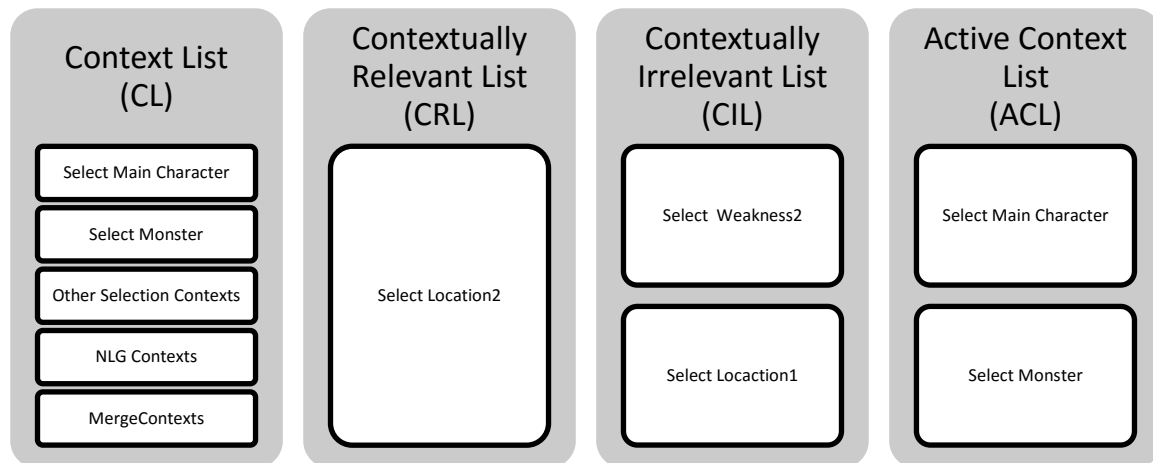 Context List
(CL)
Select Main Character
Select Monster
Other Selection Contexts
NLG Contexts
MergeContexts
Contextually
Relevant List
(CRL)
Select Location2
Contextually
Irrelevant List
(CIL)
Select Weakness2
Select Locaction1
Active Context
List
(ACL)
Select Main Character
Select Monster